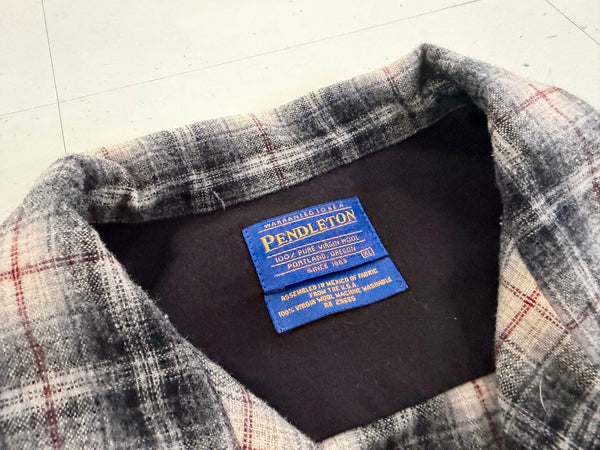 WARRANTED TO BE A
PENDLETON
100% PURE VIRGIN WOOL
PORTLAND, OREGON
SINCE 1863
XL
ASSEMBLED IN MEXICO OF FABRIC
FROM THE U.S.A.
100% VIRGIN WOOL MACHINE WASHABLE
RN 29685